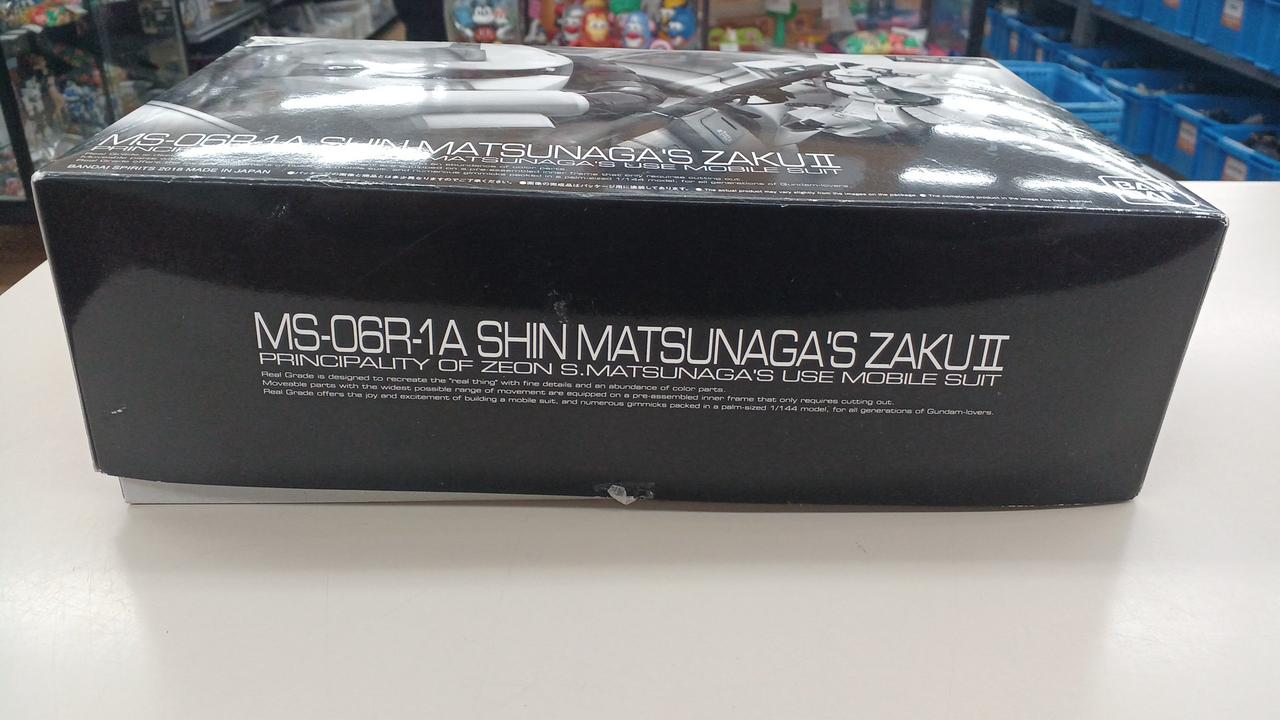 MS-06R-1A SHIN MATSUNAGA'S ZAKU II
MATSUNAGA'S USE MOBILE SUIT
BANDAI SPIRITS 2018 MADE IN JAPAN
MS-06R-1A SHIN MATSUNAGA'S ZAKU II
PRINCIPALITY OF ZEON S.MATSUNAGA'S USE MOBILE SUIT
Real Grade is designed to recreate the "real thing" with fine details and an abundance of color parts.
Moveable parts with the widest possible range of movement are equipped on a pre-assembled inner frame that only requires cutting out.
Real Grade offers the joy and excitement of building a mobile suit, and numerous gimmicks packed in a palm-sized 1/144 model, for all generations of Gundam-lovers.